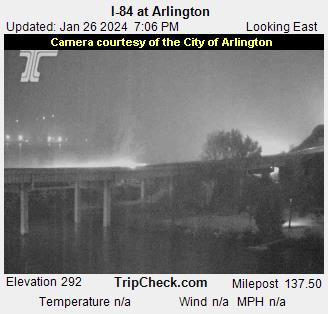 I-84 at Arlington
Updated: Jan 26 2024 7:06 PM Looking East
Camera courtesy of the City of Arlington
Elevation 292 TripCheck.com Milepost 137.50
Temperature n/a Wind n/a MPH n/a